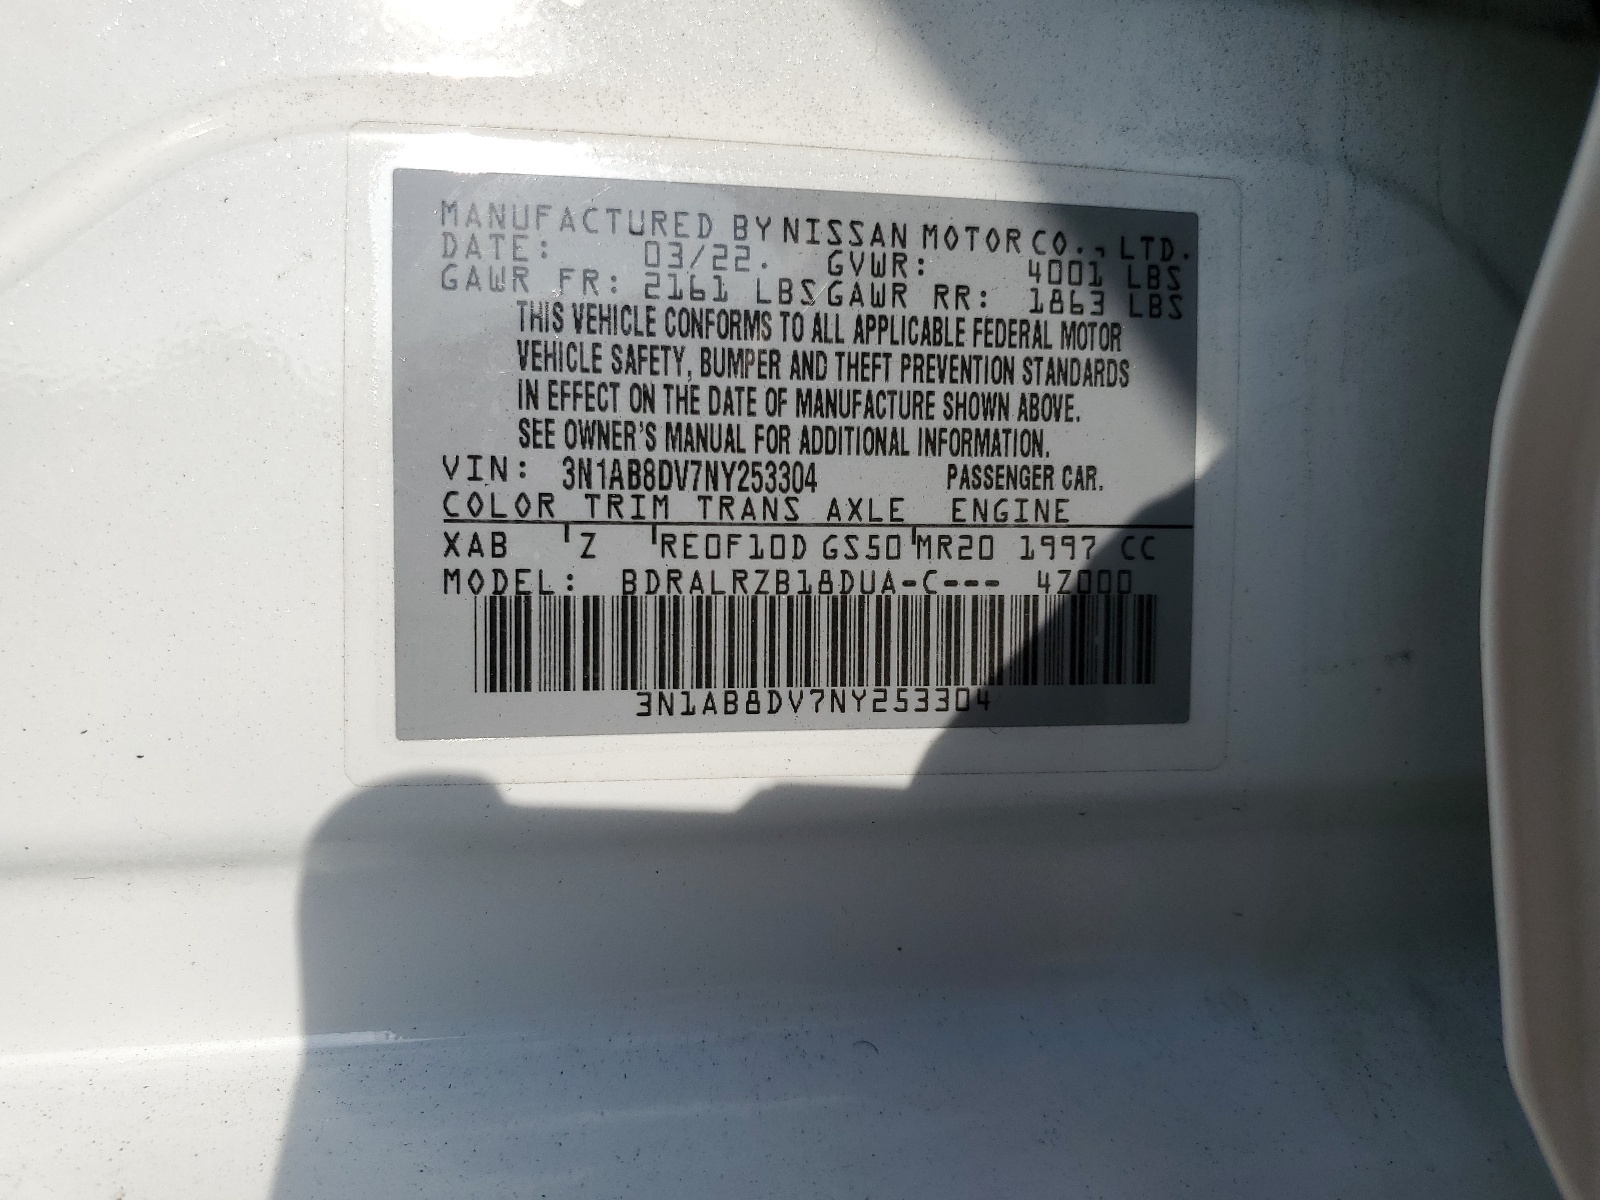 MANUFACTURED BY NISSAN MOTOR CO., LTD.
DATE: 03/22. GVWR: 4001 LBS
GAWR FR: 2161 LBS GAWR RR: 1863 LBS
THIS VEHICLE CONFORMS TO ALL APPLICABLE FEDERAL MOTOR
VEHICLE SAFETY, BUMPER AND THEFT PREVENTION STANDARDS
IN EFFECT ON THE DATE OF MANUFACTURE SHOWN ABOVE.
SEE OWNER'S MANUAL FOR ADDITIONAL INFORMATION.
VIN: 3N1AB8DV7NY253304 PASSENGER CAR.
COLOR TRIM TRANS AXLE ENGINE
XAB Z RE0F10D GS50 MR20 1997 CC
MODEL: BDRALRZB18DUA-C--- 4Z000
3N1AB8DV7NY253304